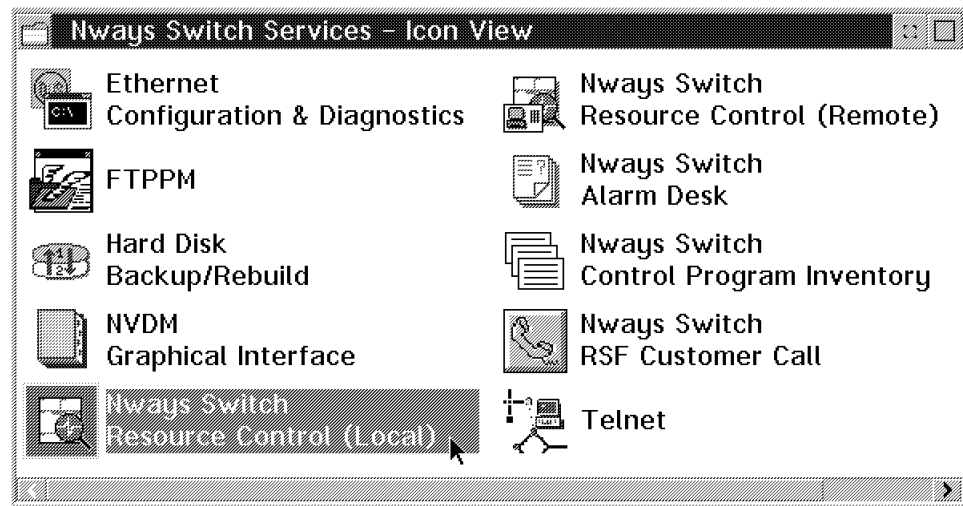 Nways Switch Services – Icon View
Ethernet
Configuration & Diagnostics
C:\
FTPPM
Hard Disk
Backup/Rebuild
1
2
NVDM
Graphical Interface
Nways Switch
Resource Control (Local)
Nways Switch
Resource Control (Remote)
Nways Switch
Alarm Desk
?
Nways Switch
Control Program Inventory
Nways Switch
RSF Customer Call
Telnet